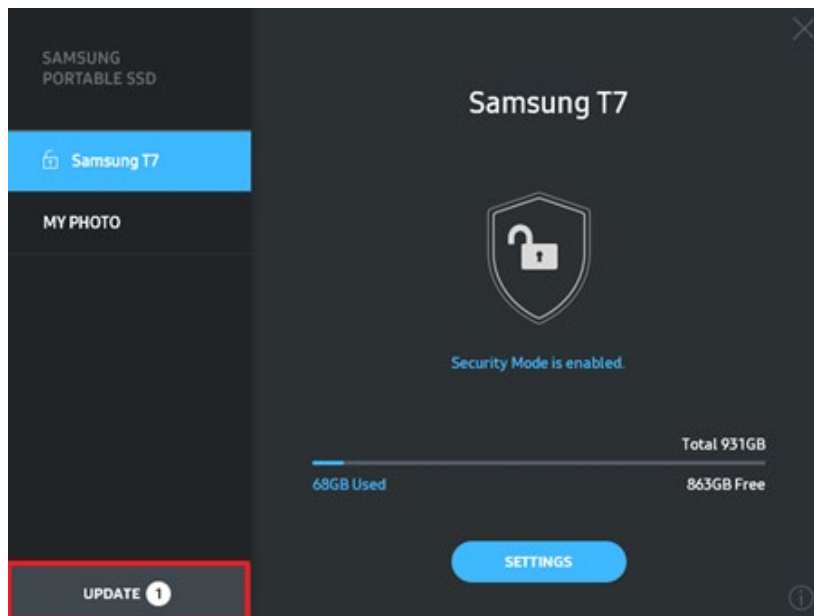 SAMSUNG
PORTABLE SSD
Samsung T7
MY PHOTO
UPDATE 1
Samsung T7
Security Mode is enabled.
Total 931GB
68GB Used
863GB Free
SETTINGS